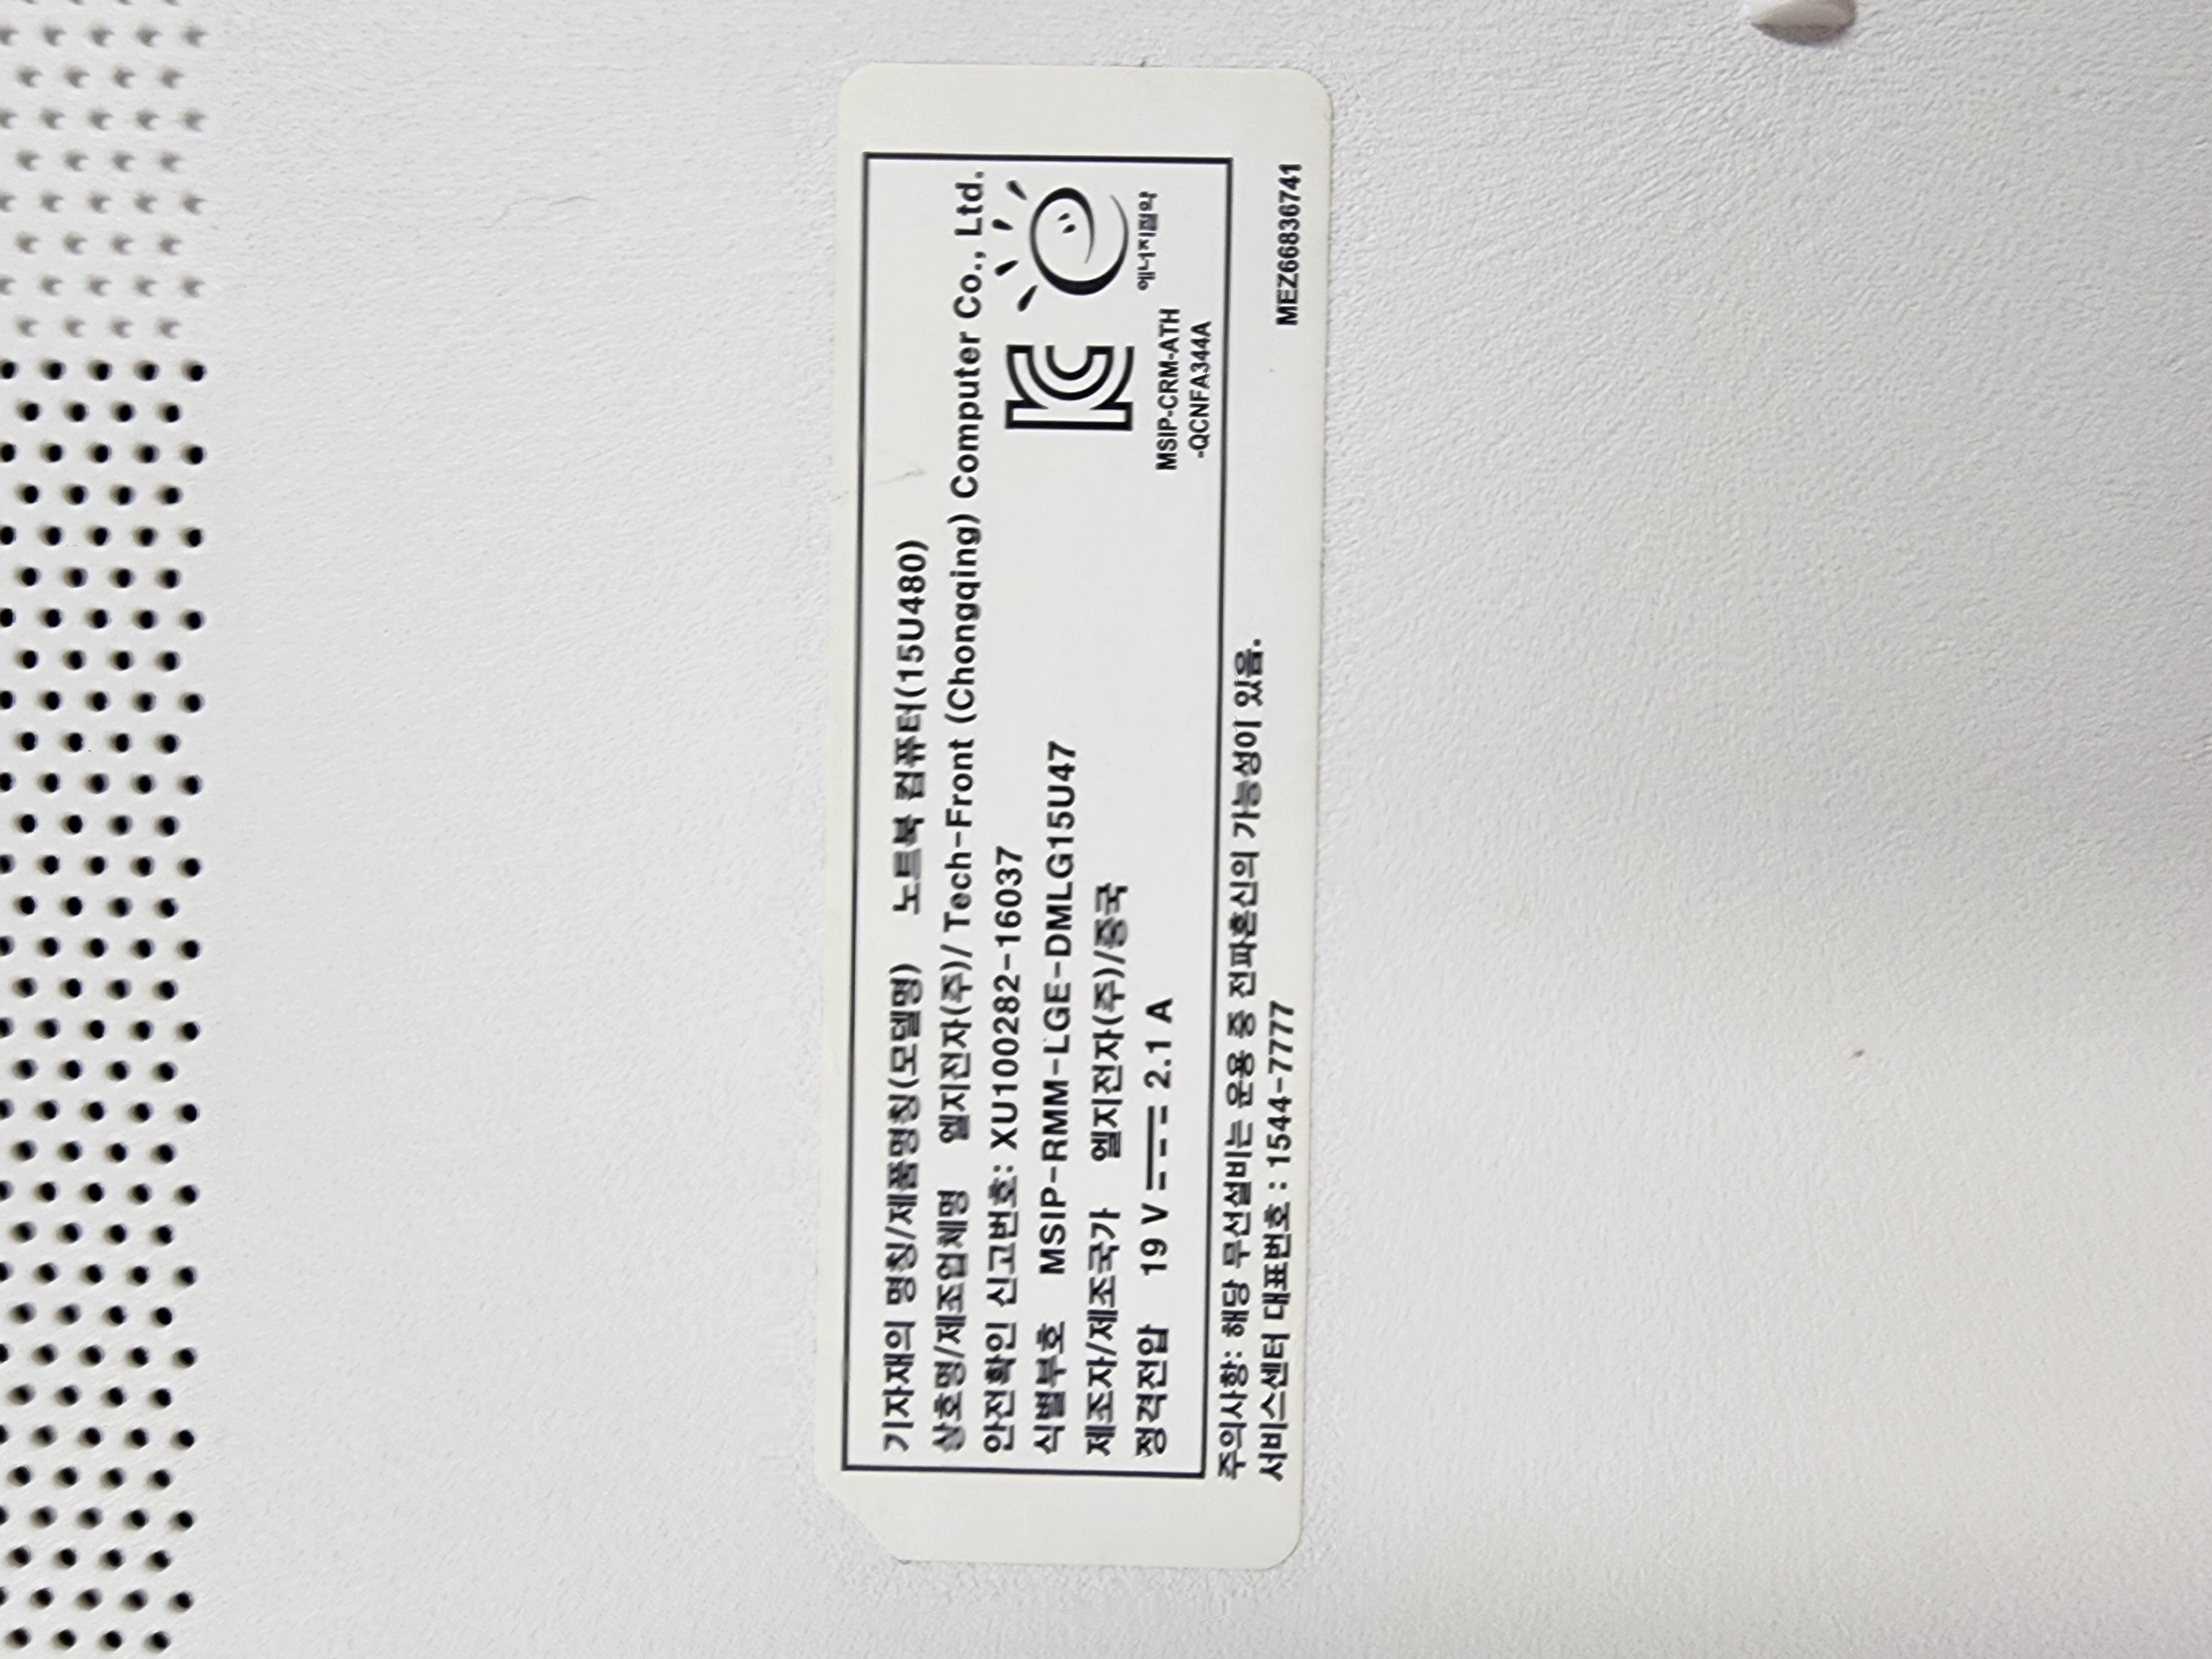 기자재의 명칭/제품명칭(모델명) 노트북 컴퓨터(15U480)
상호명/제조업체명 엘지전자(주)/ Tech-Front (Chongqing) Computer Co., Ltd.
안전확인 신고번호: XU100282-16037
식별부호 MSIP-RMM-LGE-DMLG15U47
제조자/제조국가 엘지전자(주)/중국
정격전압 19 V ⎓ 2.1 A
에너지절약
MSIP-CRM-ATH
-QCNFA344A
주의사항: 해당 무선설비는 운용 중 전파혼신의 가능성이 있음.
서비스센터 대표번호 : 1544-7777
MEZ66836741